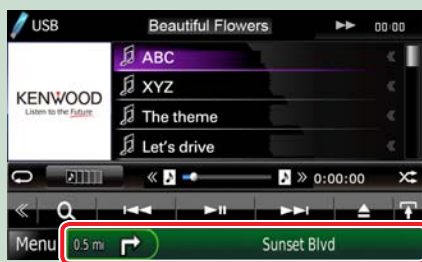 USB Beautiful Flowers 00:00
ABC
XYZ
KENWOOD
Listen to the Future
The theme
Let's drive
0:00:00
Menu 0.5 mi Sunset Blvd